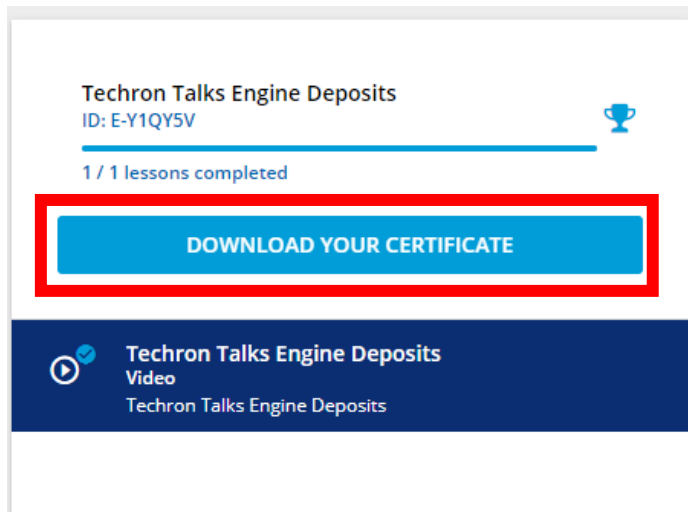 Techron Talks Engine Deposits
ID: E-Y1QY5V
1 / 1 lessons completed
DOWNLOAD YOUR CERTIFICATE
Techron Talks Engine Deposits
Video
Techron Talks Engine Deposits